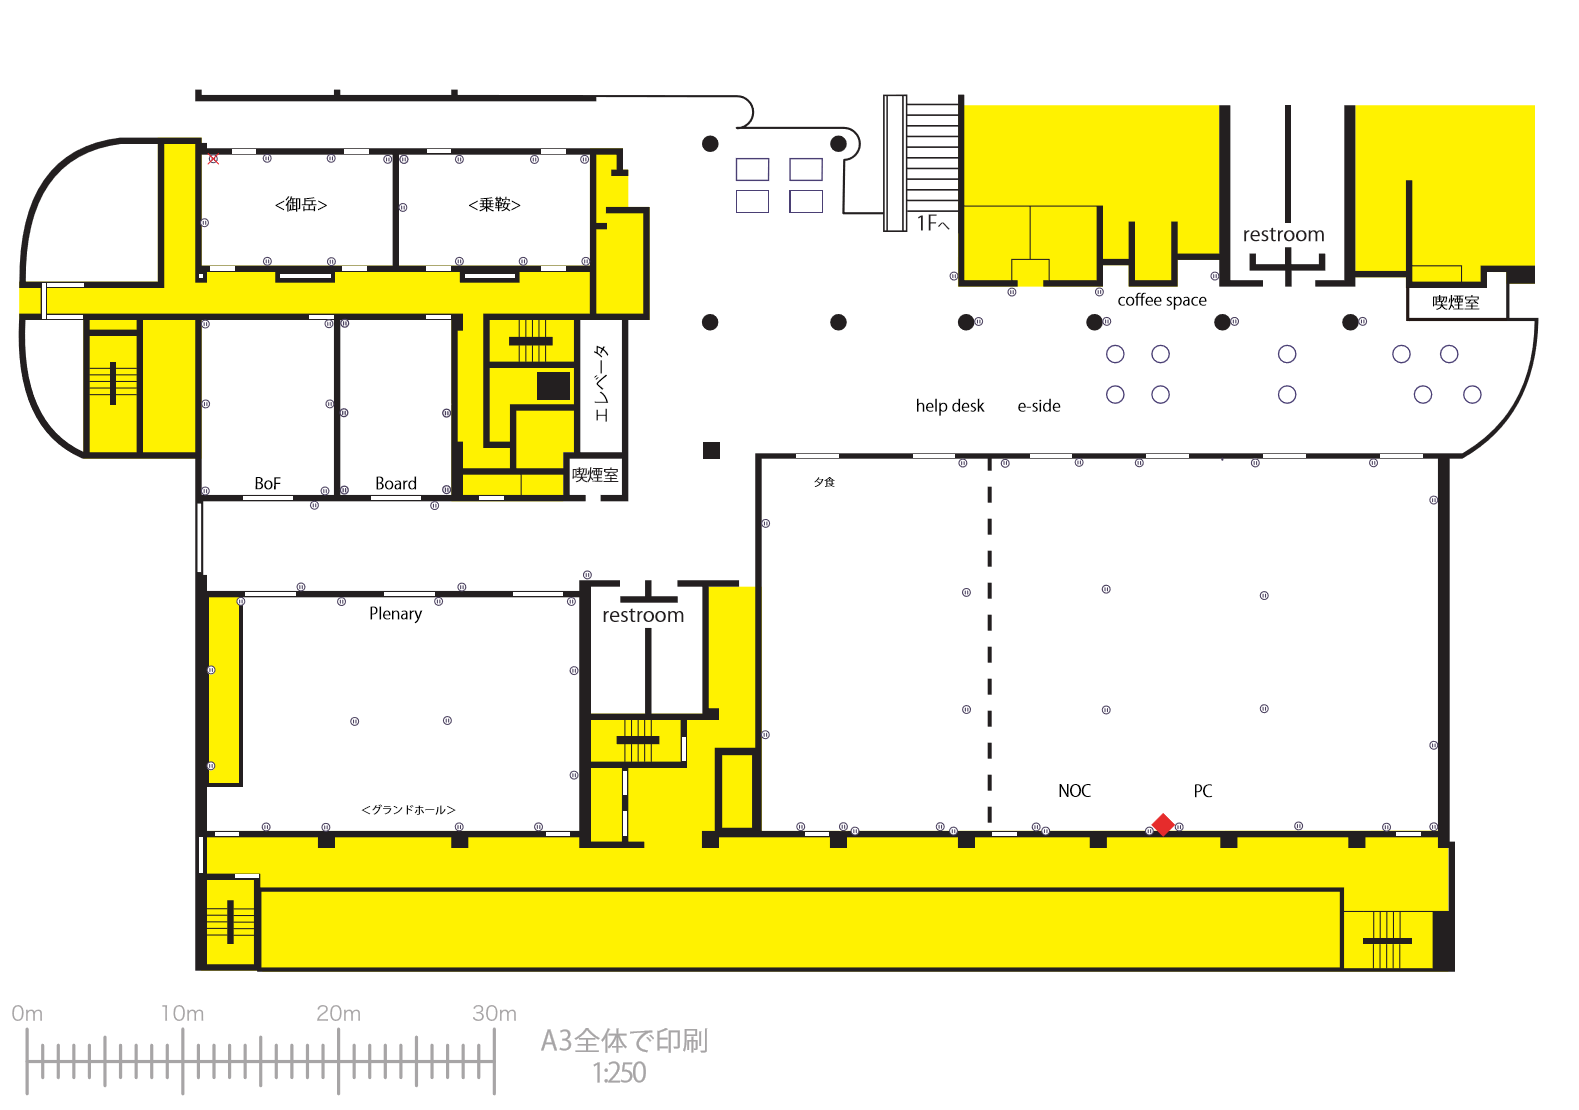 <御岳>
<乗鞍>
1Fへ
restroom
coffee space
喫煙室
エレベータ
help desk
e-side
BoF
Board
喫煙室
夕食
Plenary
restroom
<グランドホール>
NOC
PC
0m
10m
20m
30m
A3全体で印刷
1:250